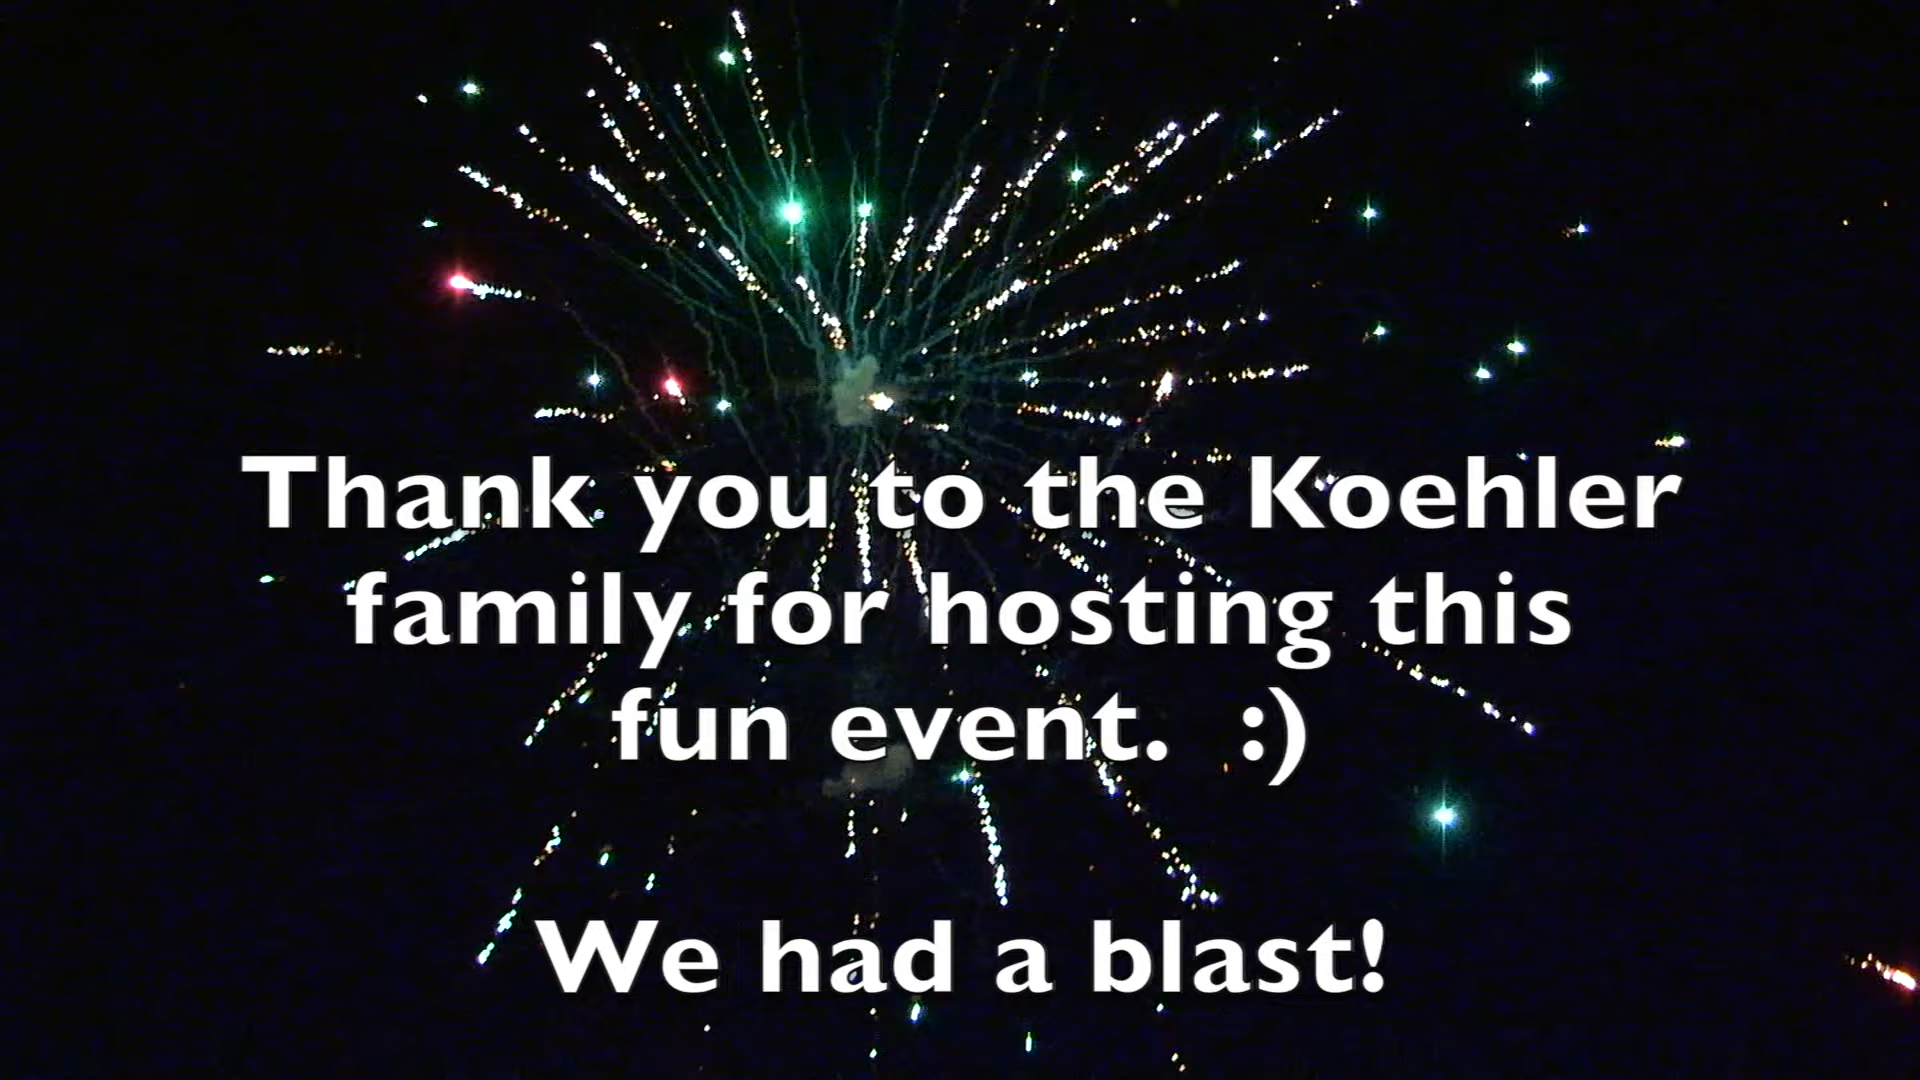 Thank you to the Koehler
family for hosting this
fun event.  :)
We had a blast!